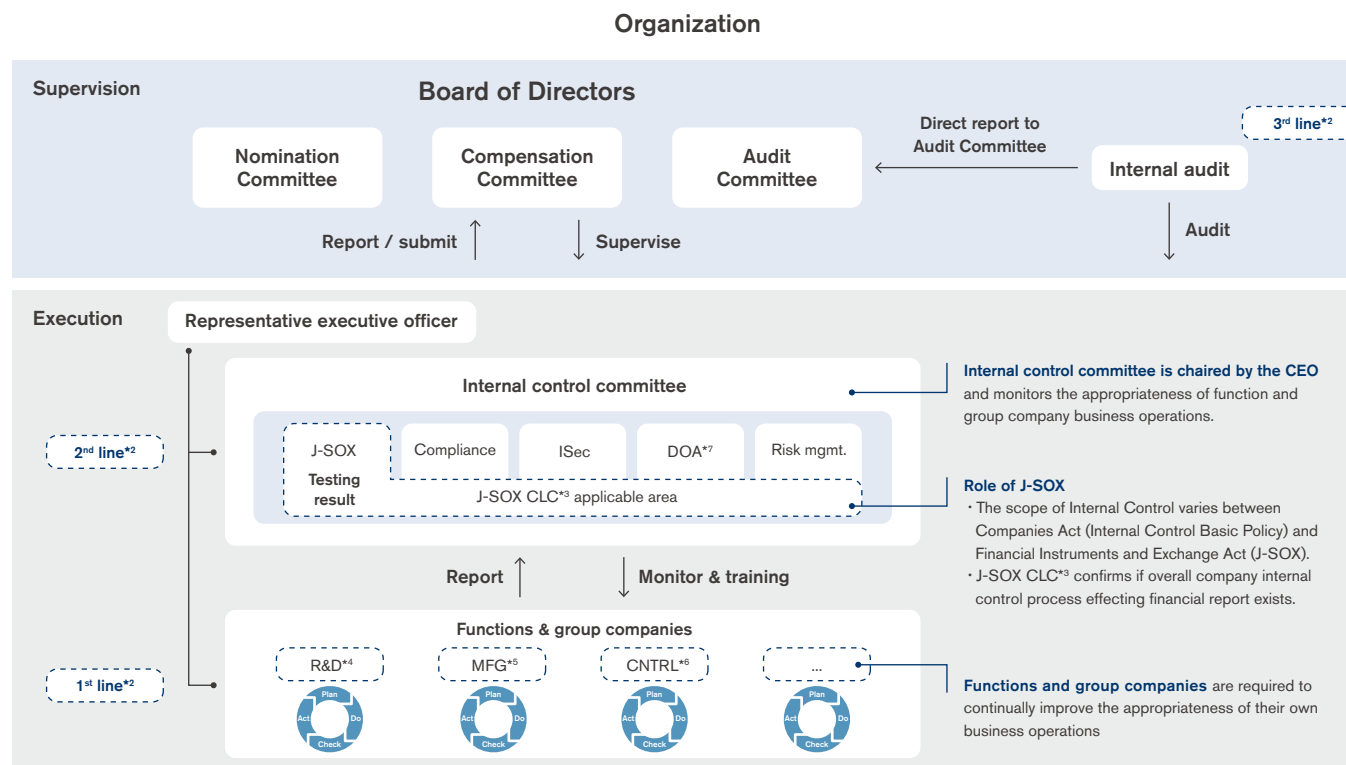 Organization
Supervision
Board of Directors
3rd line*2
Nomination
Committee
Compensation
Committee
Audit
Committee
Direct report to
Audit Committee
Internal audit
Report / submit
Supervise
Audit
Execution
Representative executive officer
Internal control committee
Internal control committee is chaired by the CEO
and monitors the appropriateness of function and
group company business operations.
2nd line*2
J-SOX
Compliance
ISec
DOA*7
Risk mgmt.
Testing
result
J-SOX CLC*3 applicable area
Role of J-SOX
・The scope of Internal Control varies between
Companies Act (Internal Control Basic Policy) and
Financial Instruments and Exchange Act (J-SOX).
・J-SOX CLC*3 confirms if overall company internal
control process effecting financial report exists.
Report
Monitor & training
Functions & group companies
1st line*2
R&D*4
MFG*5
CNTRL*6
...
Plan
Do
Check
Act
Plan
Do
Check
Act
Plan
Do
Check
Act
Plan
Do
Check
Act
Functions and group companies are required to
continually improve the appropriateness of their own
business operations